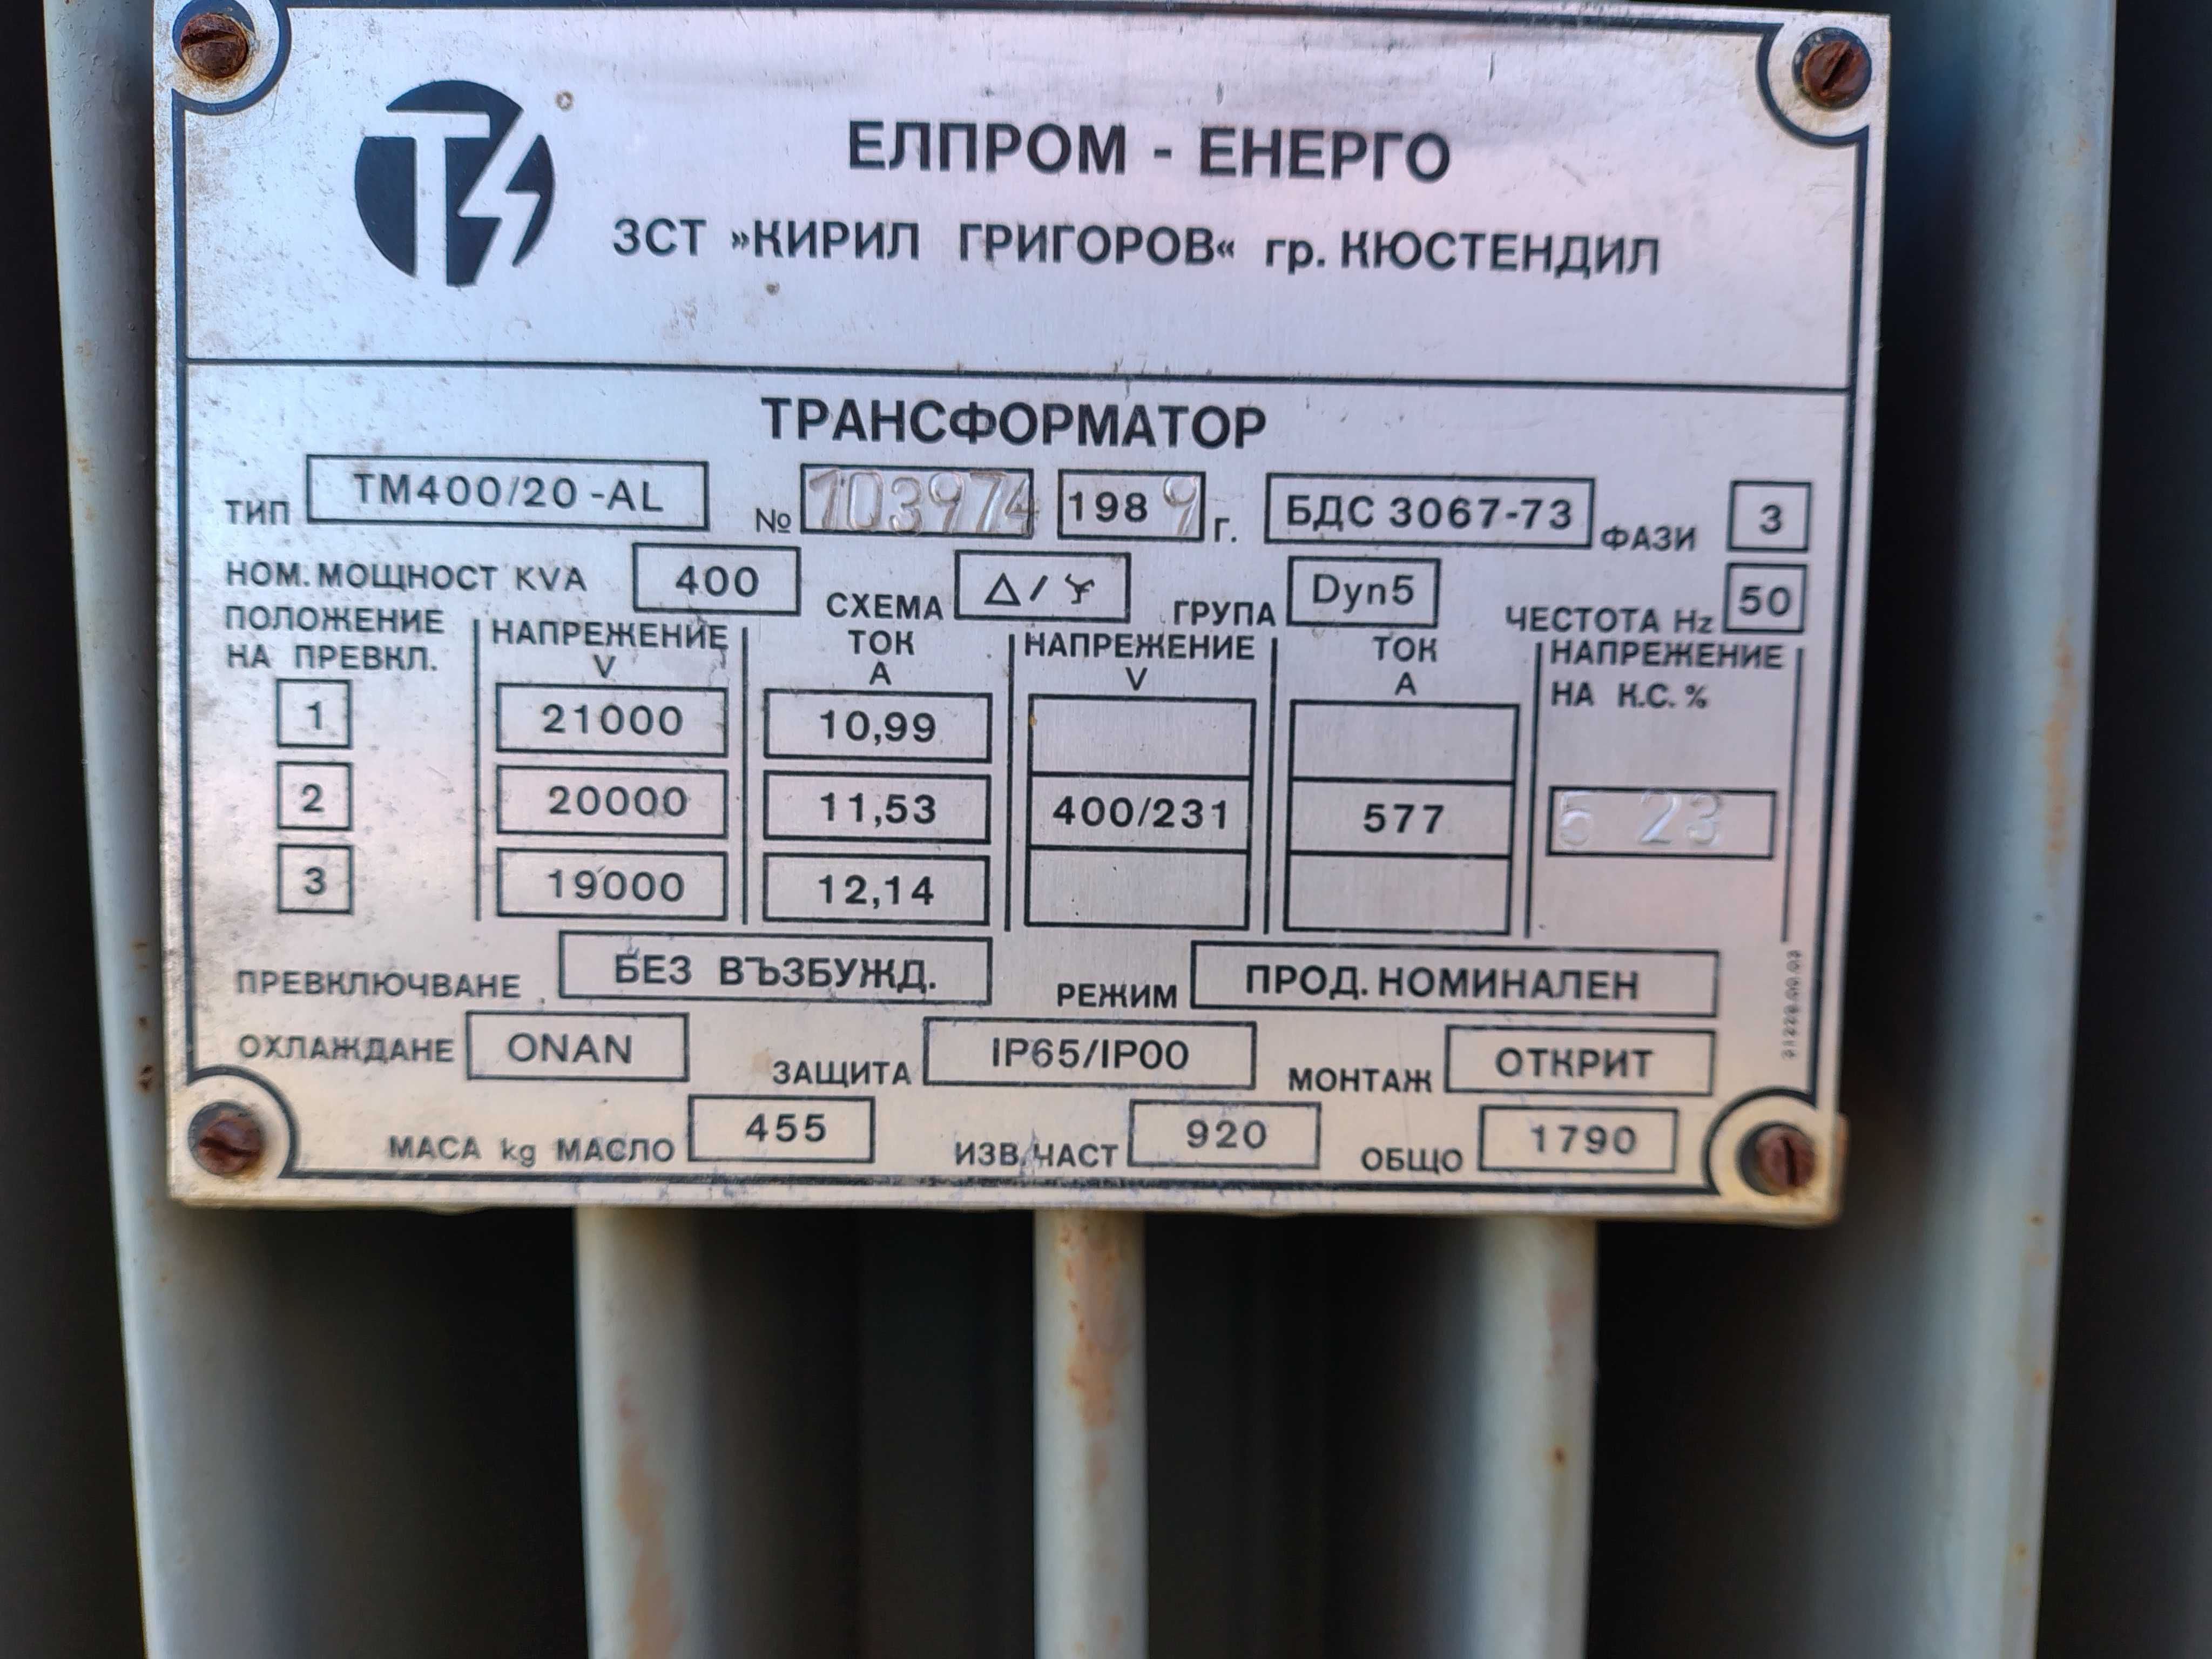 ЕЛПРОМ - ЕНЕРГО
ЗСТ »КИРИЛ ГРИГОРОВ« гр. КЮСТЕНДИЛ
ТРАНСФОРМАТОР
ТИП ТМ400/20-AL № 103974 1989 г. БДС 3067-73 ФАЗИ 3
НОМ. МОЩНОСТ KVA 400 СХЕМА Δ/Y ГРУПА Dyn5 ЧЕСТОТА Hz 50
ПОЛОЖЕНИЕ НАПРЕЖЕНИЕ ТОК НАПРЕЖЕНИЕ ТОК НАПРЕЖЕНИЕ
НА ПРЕВКЛ. V A V A НА К.С. %
1 21000 10,99
2 20000 11,53 400/231 577 5 23
3 19000 12,14
ПРЕВКЛЮЧВАНЕ БЕЗ ВЪЗБУЖД. РЕЖИМ ПРОД. НОМИНАЛЕН
ОХЛАЖДАНЕ ONAN ЗАЩИТА IP65/IP00 МОНТАЖ ОТКРИТ
МАСА kg МАСЛО 455 ИЗВ. ЧАСТ 920 ОБЩО 1790